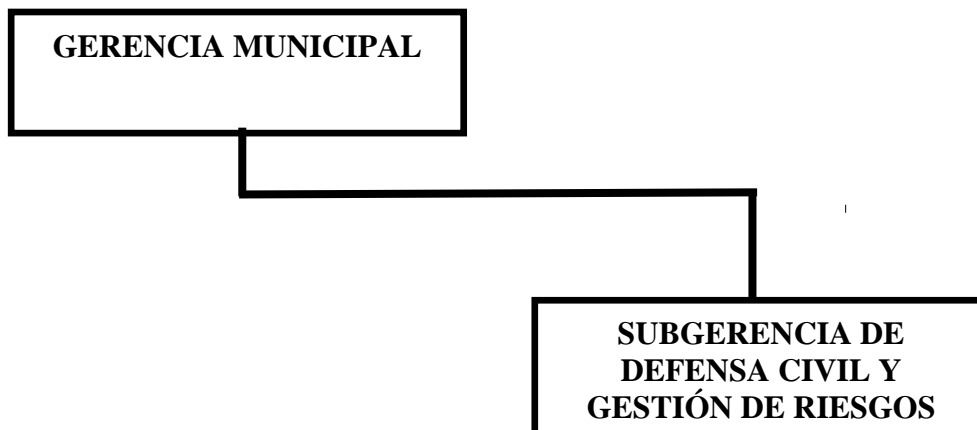 GERENCIA MUNICIPAL
SUBGERENCIA DE
DEFENSA CIVIL Y
GESTIÓN DE RIESGOS